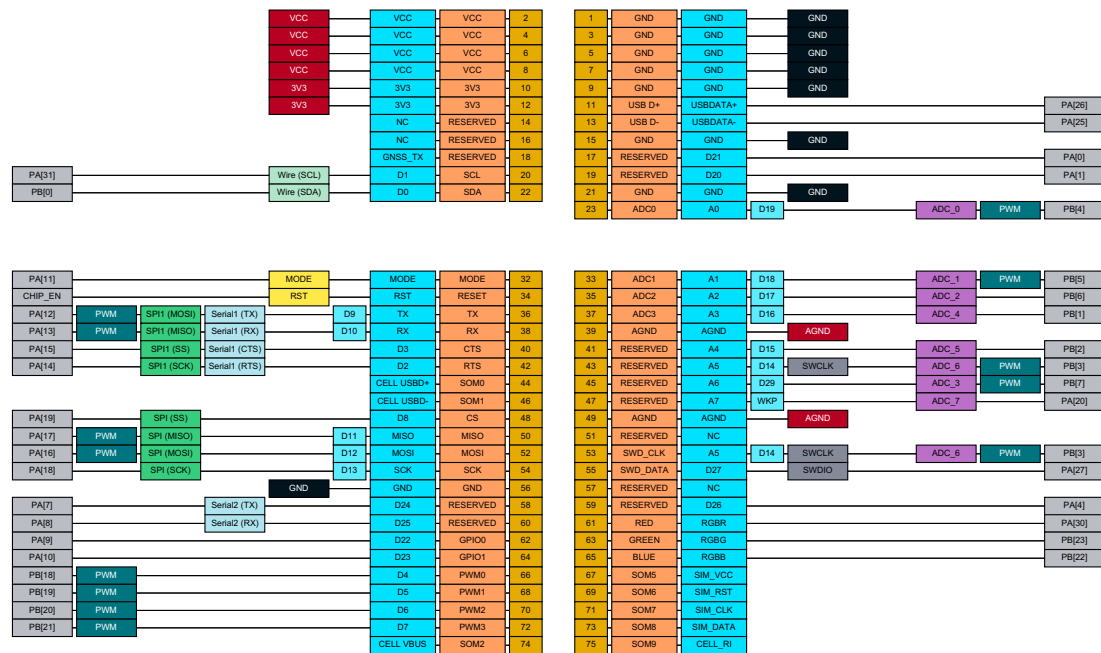 VCC VCC VCC 2 1 GND GND GND
VCC VCC VCC 4 3 GND GND GND
VCC VCC VCC 6 5 GND GND GND
VCC VCC VCC 8 7 GND GND GND
3V3 3V3 3V3 10 9 GND GND GND
3V3 3V3 3V3 12 11 USB D+ USBDATA+ PA[26]
NC RESERVED 14 13 USB D- USBDATA- PA[25]
NC RESERVED 16 15 GND GND GND
GNSS_TX RESERVED 18 17 RESERVED D21 PA[0]
PA[31] Wire (SCL) D1 SCL 20 19 RESERVED D20 PA[1]
PB[0] Wire (SDA) D0 SDA 22 21 GND GND GND
23 ADC0 A0 D19 ADC_0 PWM PB[4]
PA[11] MODE MODE MODE 32 33 ADC1 A1 D18 ADC_1 PWM PB[5]
CHIP_EN RST RST RESET 34 35 ADC2 A2 D17 ADC_2 PB[6]
PA[12] PWM SPI1 (MOSI) Serial1 (TX) D9 TX TX 36 37 ADC3 A3 D16 ADC_4 PB[1]
PA[13] PWM SPI1 (MISO) Serial1 (RX) D10 RX RX 38 39 AGND AGND AGND
PA[15] SPI1 (SS) Serial1 (CTS) D3 CTS 40 41 RESERVED A4 D15 ADC_5 PB[2]
PA[14] SPI1 (SCK) Serial1 (RTS) D2 RTS 42 43 RESERVED A5 D14 SWCLK ADC_6 PWM PB[3]
CELL USBD+ SOM0 44 45 RESERVED A6 D29 ADC_3 PWM PB[7]
CELL USBD- SOM1 46 47 RESERVED A7 WKP ADC_7 PA[20]
PA[19] SPI (SS) D8 CS 48 49 AGND AGND AGND
PA[17] PWM SPI (MISO) D11 MISO MISO 50 51 RESERVED NC
PA[16] PWM SPI (MOSI) D12 MOSI MOSI 52 53 SWD_CLK A5 D14 SWCLK ADC_6 PWM PB[3]
PA[18] SPI (SCK) D13 SCK SCK 54 55 SWD_DATA D27 SWDIO PA[27]
GND GND GND 56 57 RESERVED NC
PA[7] Serial2 (TX) D24 RESERVED 58 59 RESERVED D26 PA[4]
PA[8] Serial2 (RX) D25 RESERVED 60 61 RED RGBR PA[30]
PA[9] D22 GPIO0 62 63 GREEN RGBG PB[23]
PA[10] D23 GPIO1 64 65 BLUE RGBB PB[22]
PB[18] PWM D4 PWM0 66 67 SOM5 SIM_VCC
PB[19] PWM D5 PWM1 68 69 SOM6 SIM_RST
PB[20] PWM D6 PWM2 70 71 SOM7 SIM_CLK
PB[21] PWM D7 PWM3 72 73 SOM8 SIM_DATA
CELL VBUS SOM2 74 75 SOM9 CELL_RI